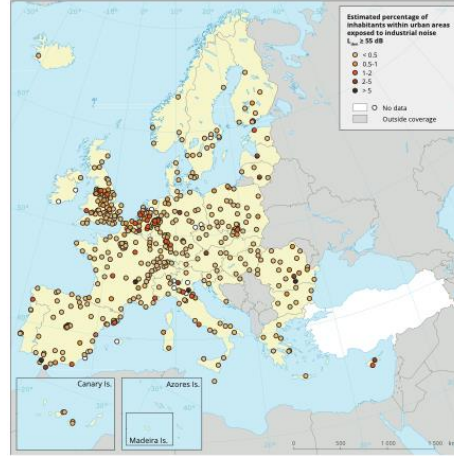 Estimated percentage of
inhabitants within urban areas
exposed to industrial noise
Lden ≥ 55 dB
< 0.5
0.5-1
1-2
2-5
> 5
No data
Outside coverage
Canary Is.
Azores Is.
Madeira Is.
0 500 1 000 1 500